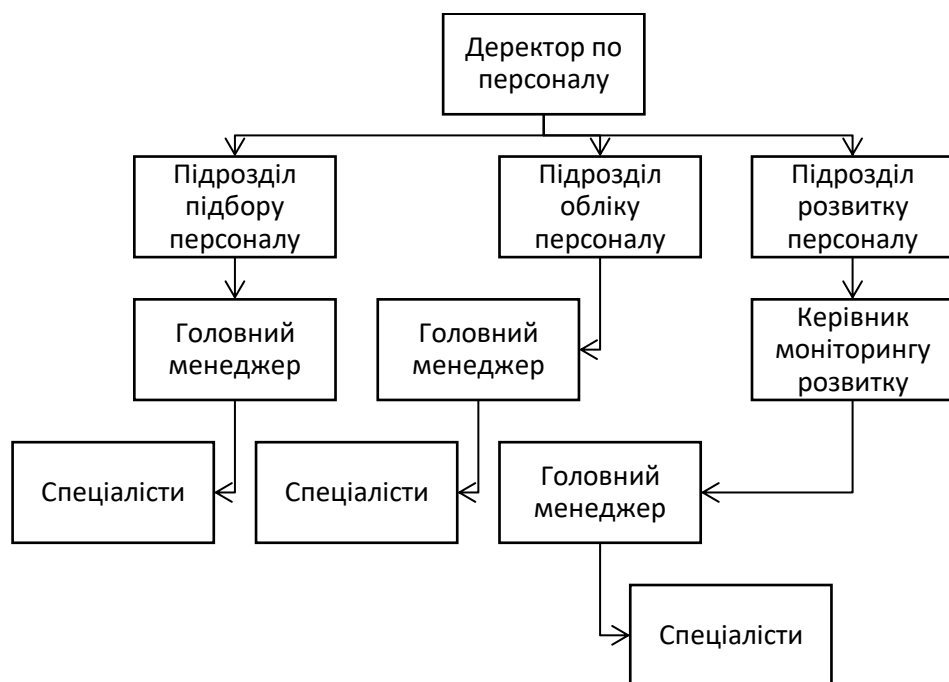 Деректор по
персоналу
Підрозділ
підбору
персоналу
Підрозділ
обліку
персоналу
Підрозділ
розвитку
персоналу
Головний
менеджер
Головний
менеджер
Керівник
моніторингу
розвитку
Спеціалісти
Спеціалісти
Головний
менеджер
Спеціалісти